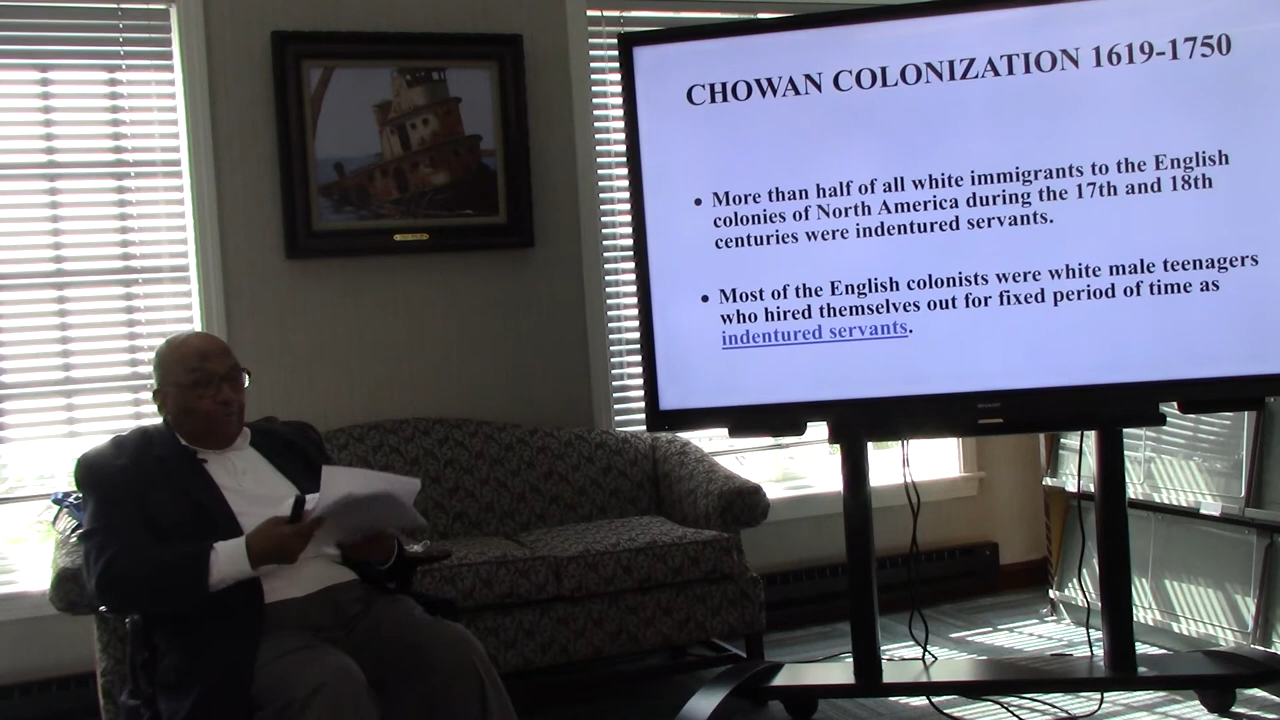 CHOWAN COLONIZATION 1619-1750
• More than half of all white immigrants to the English
colonies of North America during the 17th and 18th
centuries were indentured servants.
• Most of the English colonists were white male teenagers
who hired themselves out for fixed period of time as
indentured servants.